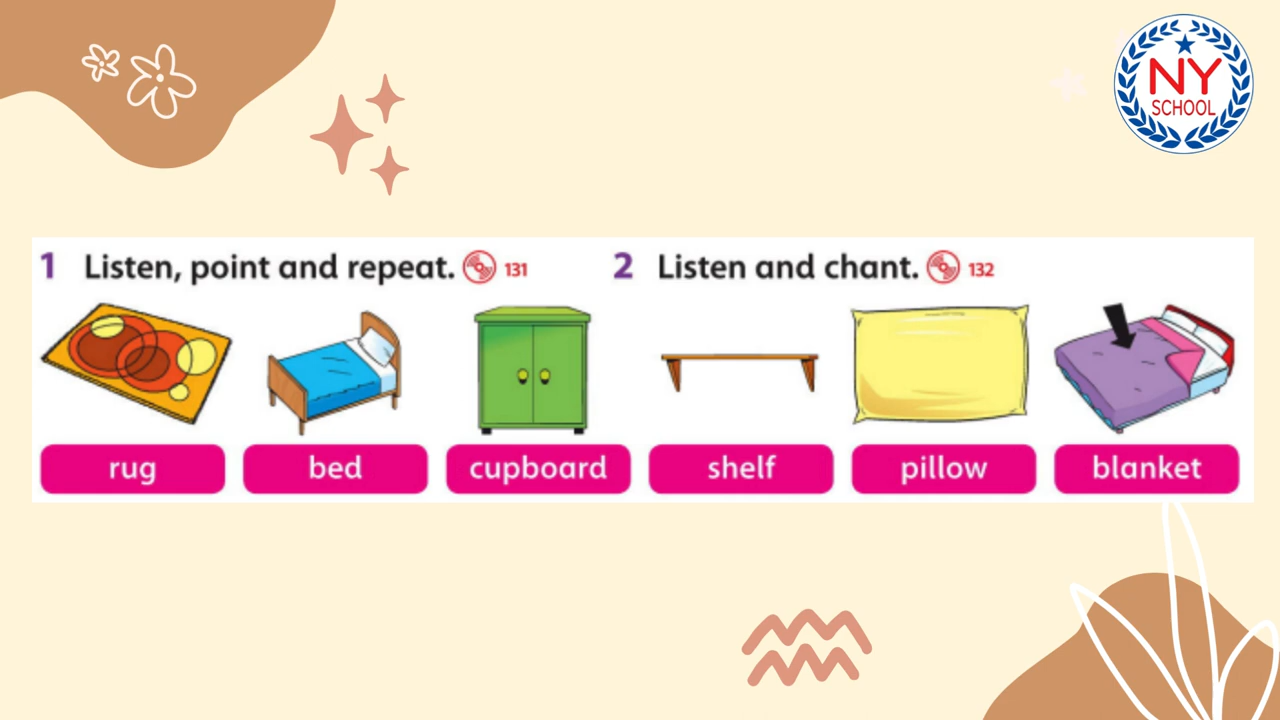 NY
SCHOOL
1 Listen, point and repeat. 131
2 Listen and chant. 132
rug
bed
cupboard
shelf
pillow
blanket